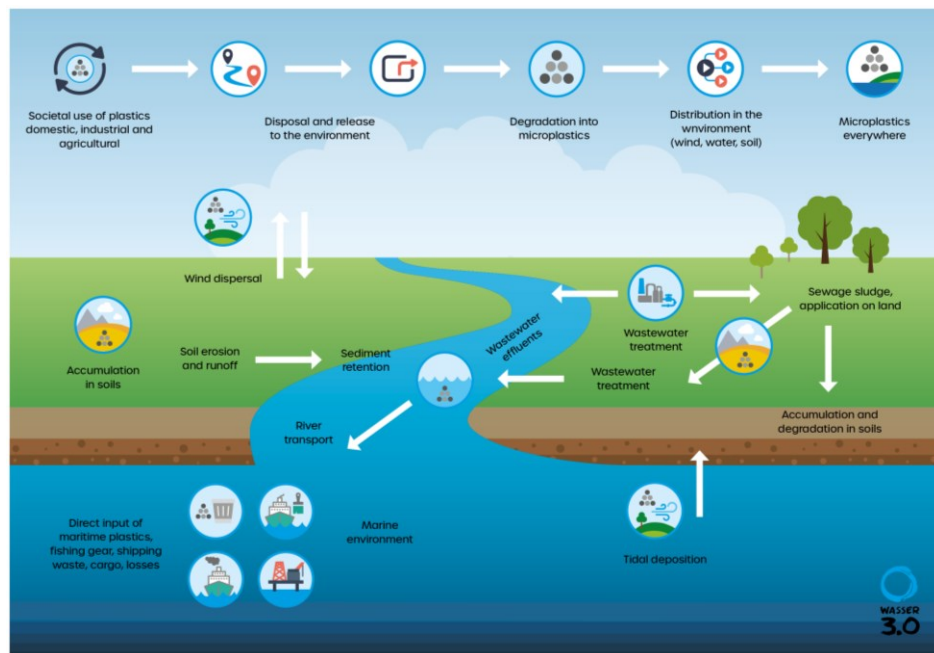 Societal use of plastics
domestic, industrial and
agricultural
Disposal and release
to the environment
Degradation into
microplastics
Distribution in the
wnvironment
(wind, water, soil)
Microplastics
everywhere
Wind dispersal
Sewage sludge,
application on land
Wastewater
treatment
Wastewater
effluents
Accumulation
in soils
Soil erosion
and runoff
Sediment
retention
Wastewater
treatment
Accumulation and
degradation in soils
River
transport
Direct input of
maritime plastics,
fishing gear, shipping
waste, cargo, losses
Marine
environment
Tidal deposition
WASSER
3.0